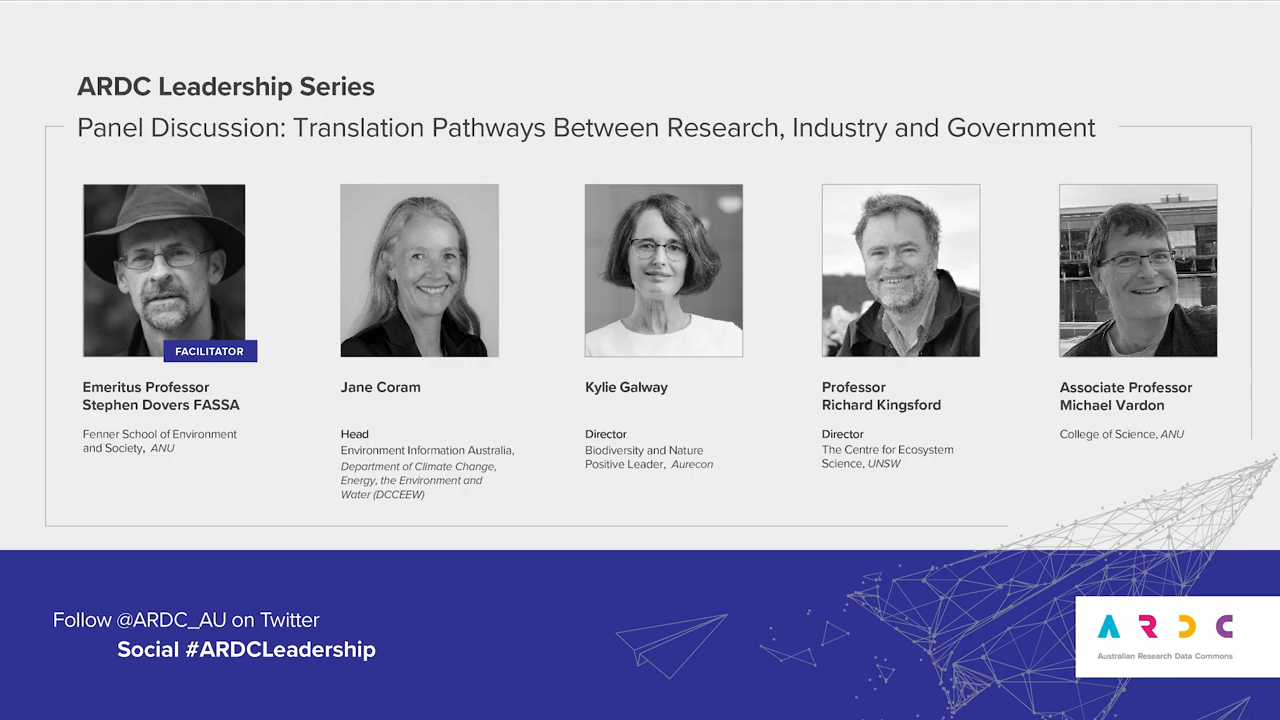 ARDC Leadership Series
Panel Discussion: Translation Pathways Between Research, Industry and Government
FACILITATOR
Emeritus Professor
Stephen Dovers FASSA
Fenner School of Environment
and Society, ANU
Jane Coram
Head
Environment Information Australia,
Department of Climate Change,
Energy, the Environment and
Water (DCCEEW)
Kylie Galway
Director
Biodiversity and Nature
Positive Leader, Aurecon
Professor
Richard Kingsford
Director
The Centre for Ecosystem
Science, UNSW
Associate Professor
Michael Vardon
College of Science, ANU
Follow @ARDC_AU on Twitter
Social #ARDCLeadership
ARDC
Australian Research Data Commons